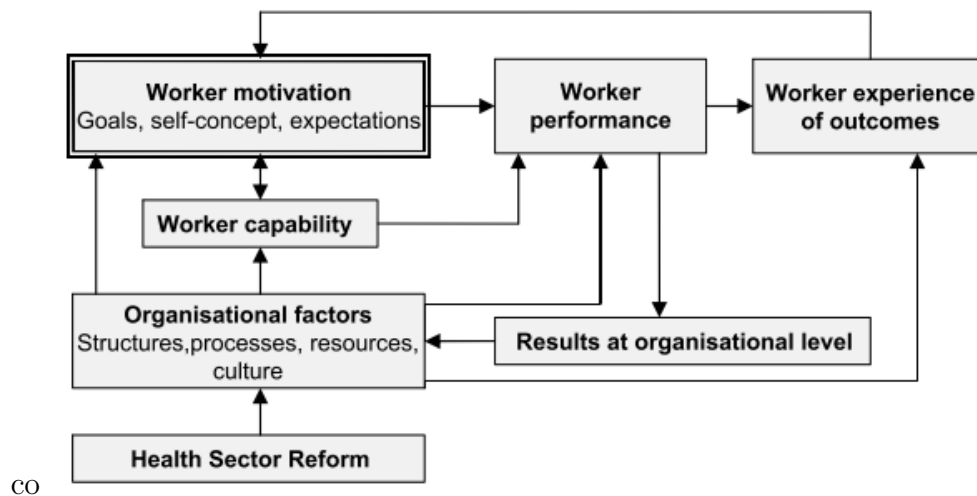 Worker motivation
Goals, self-concept, expectations
Worker
performance
Worker experience
of outcomes
Worker capability
Organisational factors
Structures,processes, resources,
culture
Results at organisational level
Health Sector Reform
co